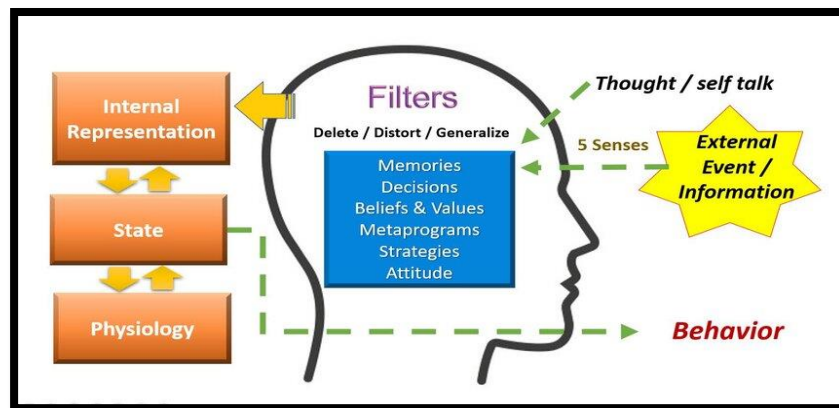 Internal
Representation
State
Physiology
Filters
Delete / Distort / Generalize
Memories
Decisions
Beliefs & Values
Metaprograms
Strategies
Attitude
Thought / self talk
5 Senses
External
Event /
Information
Behavior